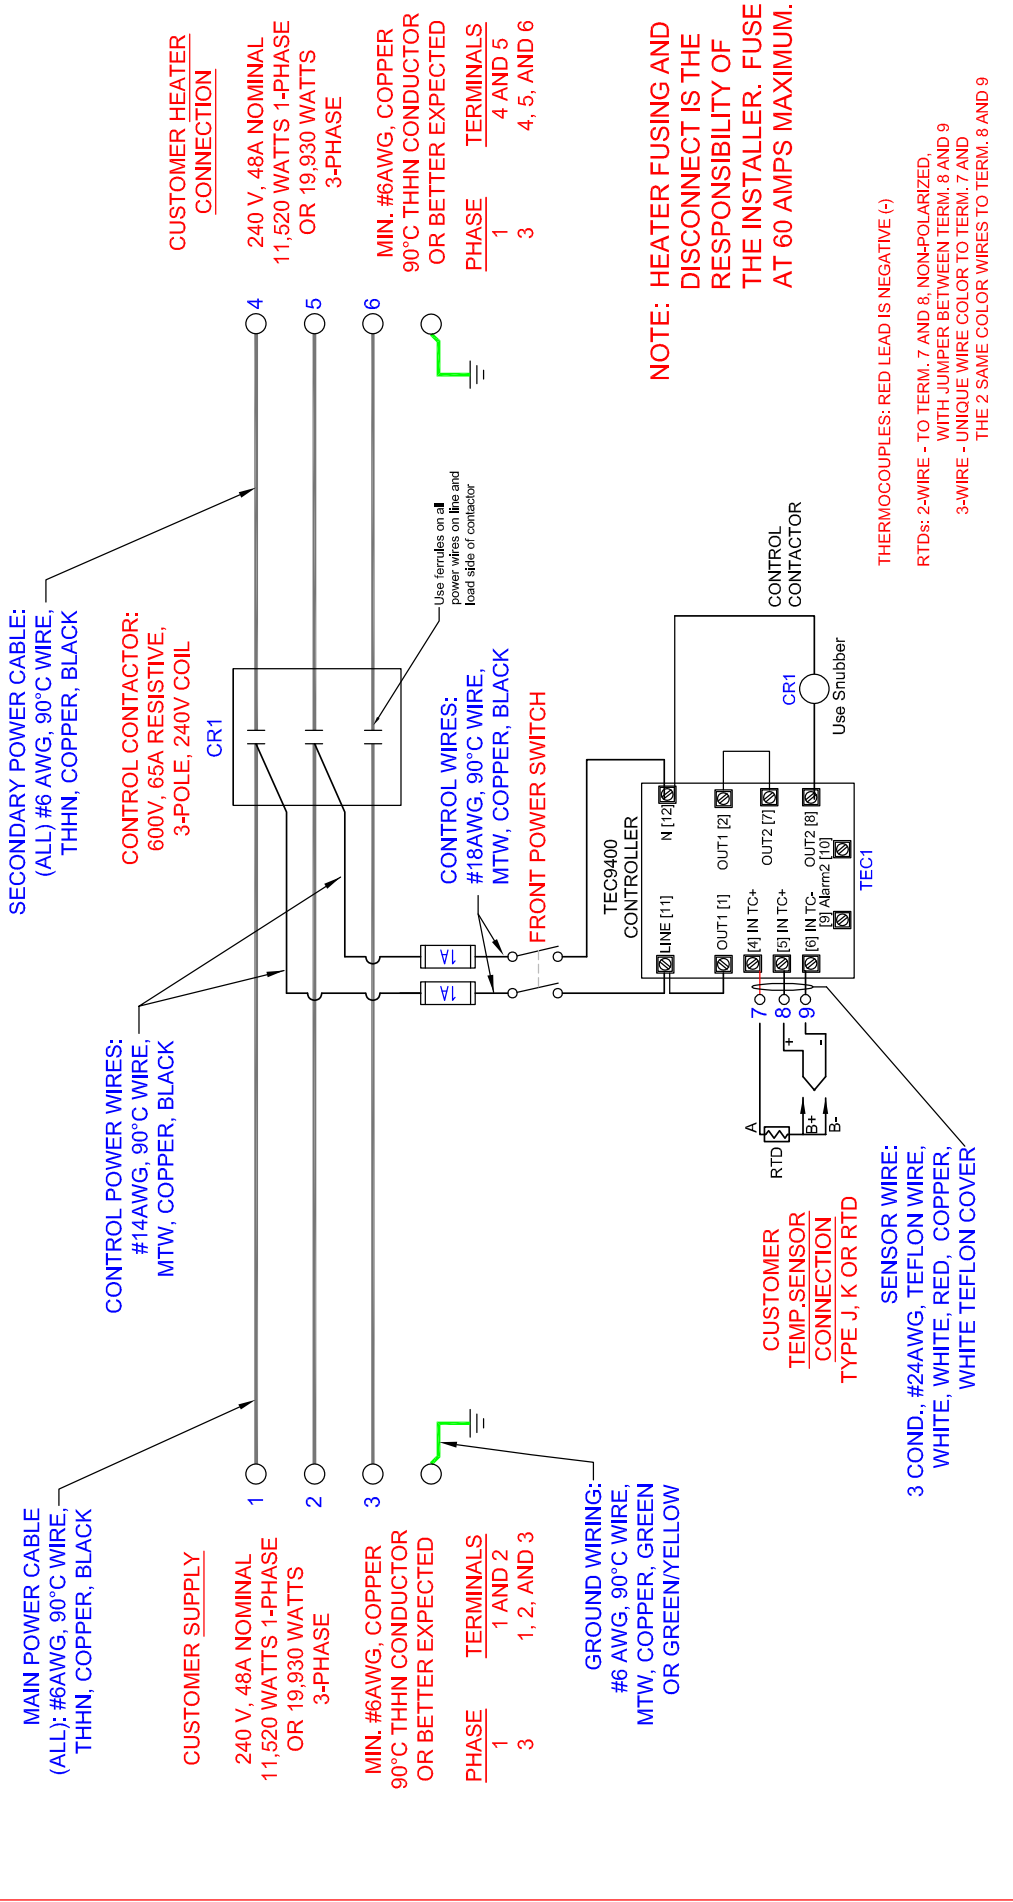 MAIN POWER CABLE
(ALL): #6AWG, 90°C WIRE,
THHN, COPPER, BLACK
CUSTOMER SUPPLY
240 V, 48A NOMINAL
11,520 WATTS 1-PHASE
OR 19,930 WATTS
3-PHASE
MIN. #6AWG, COPPER
90°C THHN CONDUCTOR
OR BETTER EXPECTED
PHASE TERMINALS
1 1 AND 2
3 1, 2, AND 3
1
2
3
GROUND WIRING:
#6 AWG, 90°C WIRE,
MTW, COPPER, GREEN
OR GREEN/YELLOW
CONTROL POWER WIRES:
#14AWG, 90°C WIRE,
MTW, COPPER, BLACK
SECONDARY POWER CABLE:
(ALL) #6 AWG, 90°C WIRE,
THHN, COPPER, BLACK
CONTROL CONTACTOR:
600V, 65A RESISTIVE,
3-POLE, 240V COIL
CR1
Use ferrules on all
power wires on line and
load side of contactor
4
5
6
CUSTOMER HEATER
CONNECTION
240 V, 48A NOMINAL
11,520 WATTS 1-PHASE
OR 19,930 WATTS
3-PHASE
MIN. #6AWG, COPPER
90°C THHN CONDUCTOR
OR BETTER EXPECTED
PHASE TERMINALS
1 4 AND 5
3 4, 5, AND 6
1A
1A
CONTROL WIRES:
#18AWG, 90°C WIRE,
MTW, COPPER, BLACK
FRONT POWER SWITCH
TEC9400
CONTROLLER
LINE [11]
N [12]
OUT1 [1]
OUT1 [2]
[4] IN TC+
OUT2 [7]
[5] IN TC+
[6] IN TC-
OUT2 [8]
[9] Alarm2 [10]
TEC1
CR1
Use Snubber
CONTROL
CONTACTOR
7
8
9
A
RTD
B+
B-
+
-
CUSTOMER
TEMP.SENSOR
CONNECTION
TYPE J, K OR RTD
SENSOR WIRE:
3 COND., #24AWG, TEFLON WIRE,
WHITE, WHITE, RED, COPPER,
WHITE TEFLON COVER
NOTE: HEATER FUSING AND
DISCONNECT IS THE
RESPONSIBILITY OF
THE INSTALLER. FUSE
AT 60 AMPS MAXIMUM.
THERMOCOUPLES: RED LEAD IS NEGATIVE (-)
RTDs: 2-WIRE - TO TERM. 7 AND 8, NON-POLARIZED,
WITH JUMPER BETWEEN TERM. 8 AND 9
3-WIRE - UNIQUE WIRE COLOR TO TERM. 7 AND
THE 2 SAME COLOR WIRES TO TERM. 8 AND 9